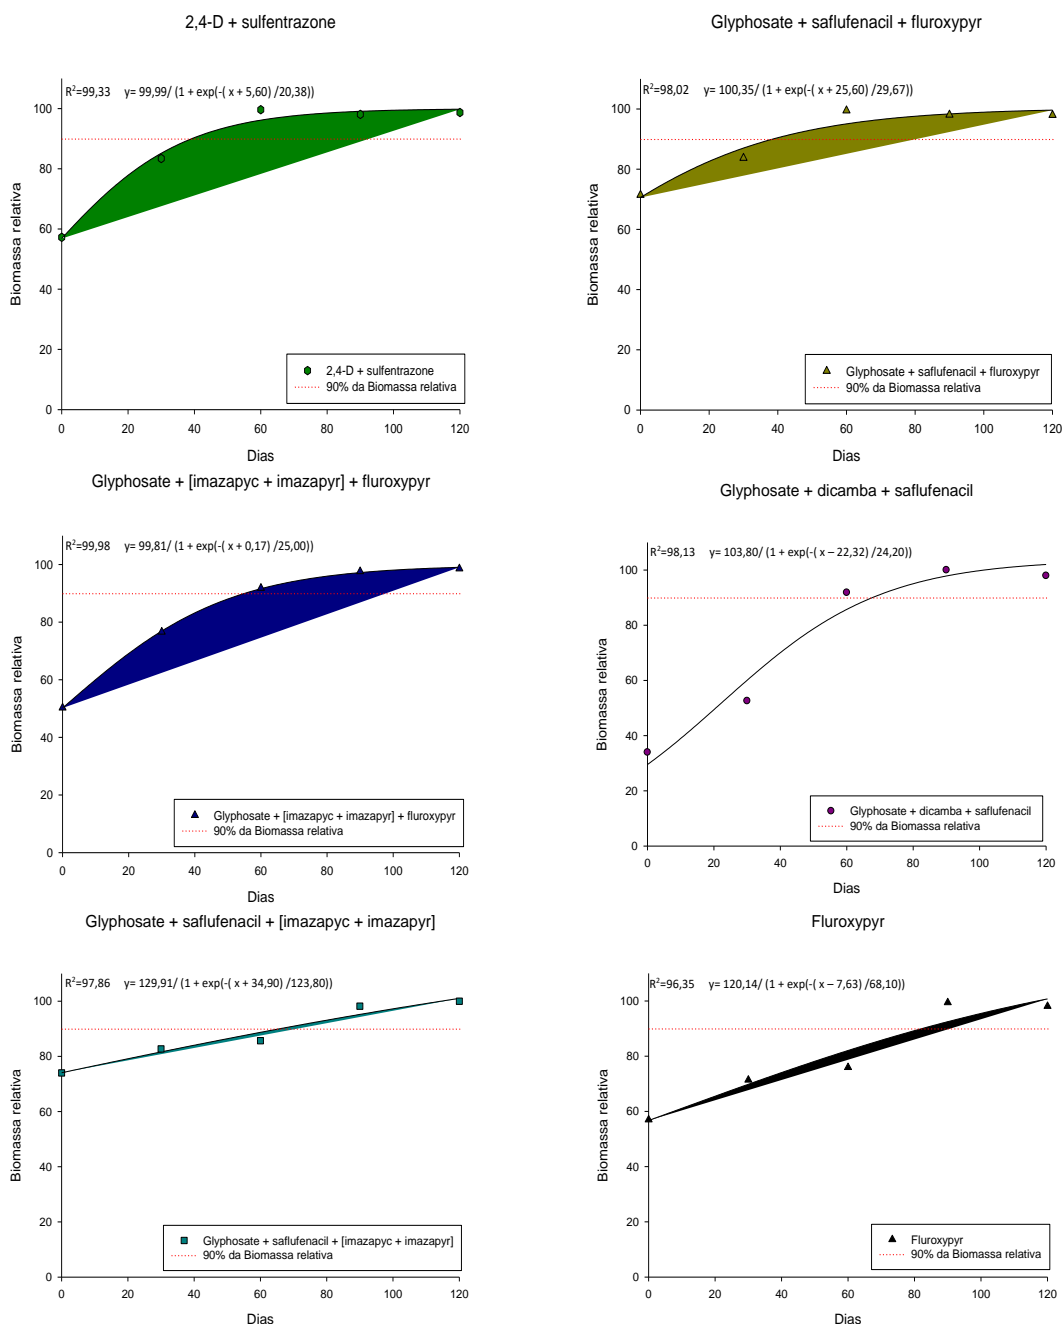 2,4-D + sulfentrazone
R²=99,33 y= 99,99/ (1 + exp(-( x + 5,60) /20,38))
100
80
60
40
20
0
Biomassa relativa
2,4-D + sulfentrazone
90% da Biomassa relativa
0 20 40 60 80 100 120
Dias
Glyphosate + saflufenacil + fluroxypyr
R²=98,02 y= 100,35/ (1 + exp(-( x + 25,60) /29,67))
100
80
60
40
20
0
Biomassa relativa
Glyphosate + saflufenacil + fluroxypyr
90% da Biomassa relativa
0 20 40 60 80 100 120
Dias
Glyphosate + [imazapyc + imazapyr] + fluroxypyr
R²=99,98 y= 99,81/ (1 + exp(-( x + 0,17) /25,00))
100
80
60
40
20
0
Biomassa relativa
Glyphosate + [imazapyc + imazapyr] + fluroxypyr
90% da Biomassa relativa
0 20 40 60 80 100 120
Dias
Glyphosate + dicamba + saflufenacil
R²=98,13 y= 103,80/ (1 + exp(-( x – 22,32) /24,20))
100
80
60
40
20
0
Biomassa relativa
Glyphosate + dicamba + saflufenacil
90% da Biomassa relativa
0 20 40 60 80 100 120
Dias
Glyphosate + saflufenacil + [imazapyc + imazapyr]
R²=97,86 y= 129,91/ (1 + exp(-( x + 34,90) /123,80))
100
80
60
40
20
0
Biomassa relativa
Glyphosate + saflufenacil + [imazapyc + imazapyr]
90% da Biomassa relativa
0 20 40 60 80 100 120
Dias
Fluroxypyr
R²=96,35 y= 120,14/ (1 + exp(-( x – 7,63) /68,10))
100
80
60
40
20
0
Biomassa relativa
Fluroxypyr
90% da Biomassa relativa
0 20 40 60 80 100 120
Dias